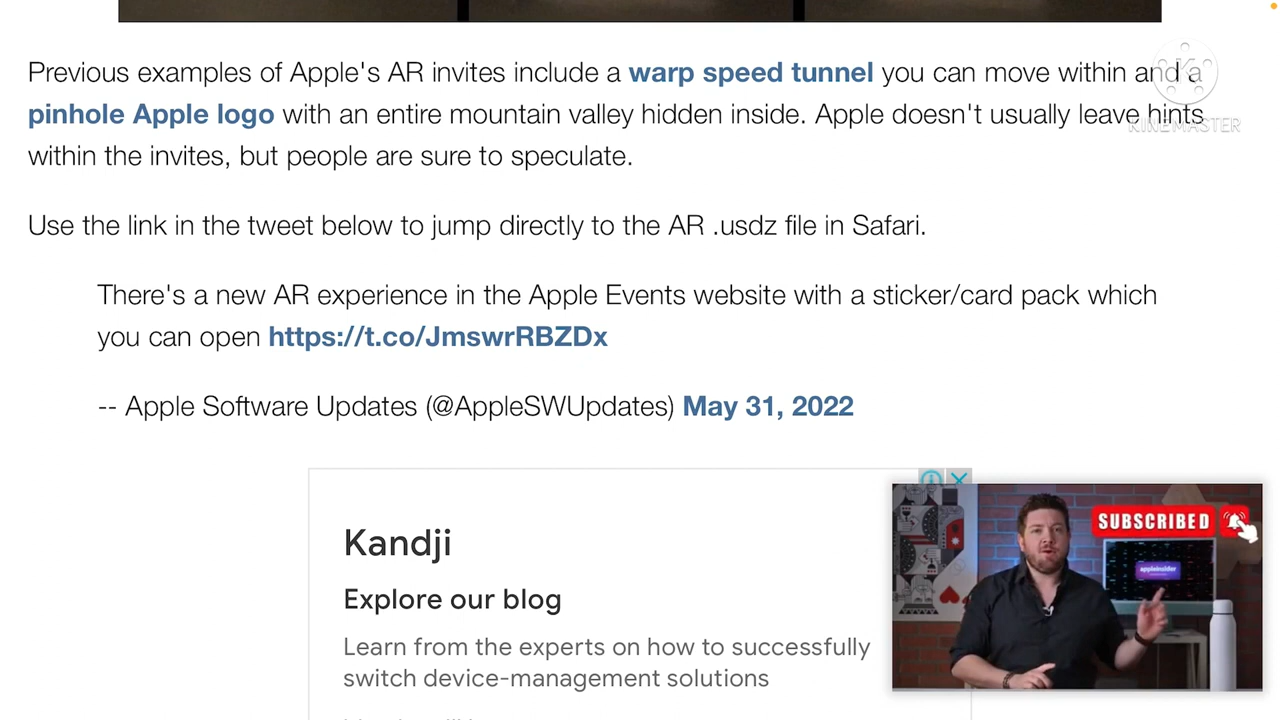 Previous examples of Apple's AR invites include a warp speed tunnel you can move within and a
pinhole Apple logo with an entire mountain valley hidden inside. Apple doesn't usually leave hints
within the invites, but people are sure to speculate.
Use the link in the tweet below to jump directly to the AR .usdz file in Safari.
There's a new AR experience in the Apple Events website with a sticker/card pack which
you can open https://t.co/JmswrRBZDx
-- Apple Software Updates (@AppleSWUpdates) May 31, 2022
Kandji
Explore our blog
Learn from the experts on how to successfully
switch device-management solutions
SUBSCRIBED
appleinsider
K
KINEMASTER